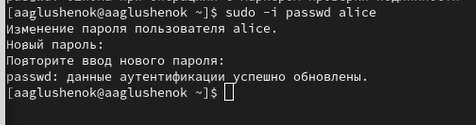 [aaglushenok@aaglushenok ~]$ sudo -i passwd alice
Изменение пароля пользователя alice.
Новый пароль:
Повторите ввод нового пароля:
passwd: данные аутентификации успешно обновлены.
[aaglushenok@aaglushenok ~]$